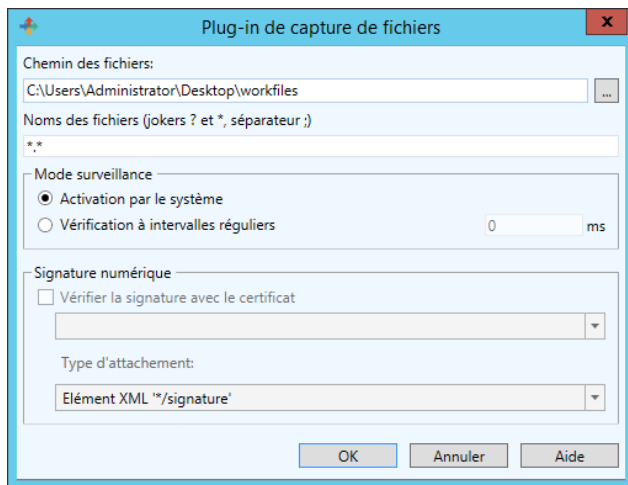 Plug-in de capture de fichiers
x
Chemin des fichiers:
C:\Users\Administrator\Desktop\workfiles
...
Noms des fichiers (jokers ? et *, séparateur ;)
*.*
Mode surveillance
Activation par le système
Vérification à intervalles réguliers
0 ms
Signature numérique
Vérifier la signature avec le certificat
Type d'attachement:
Elément XML '*/signature'
OK Annuler Aide